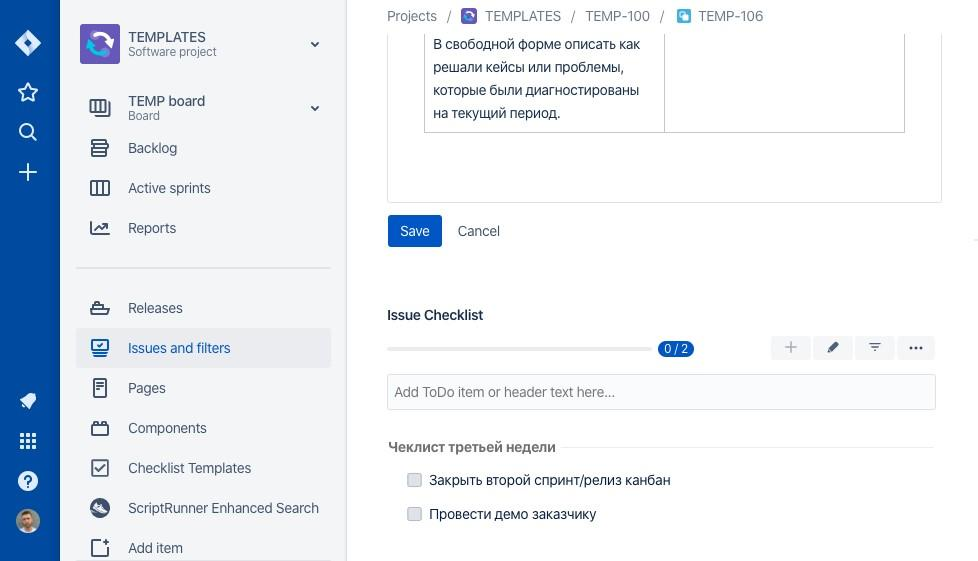 TEMPLATES
Software project
TEMP board
Board
Backlog
Active sprints
Reports
Releases
Issues and filters
Pages
Components
Checklist Templates
ScriptRunner Enhanced Search
Add item
Projects / TEMPLATES / TEMP-100 / TEMP-106
В свободной форме описать как
решали кейсы или проблемы,
которые были диагностированы
на текущий период.
Save Cancel
Issue Checklist
0 / 2
Add ToDo item or header text here...
Чеклист третьей недели
Закрыть второй спринт/релиз канбан
Провести демо заказчику